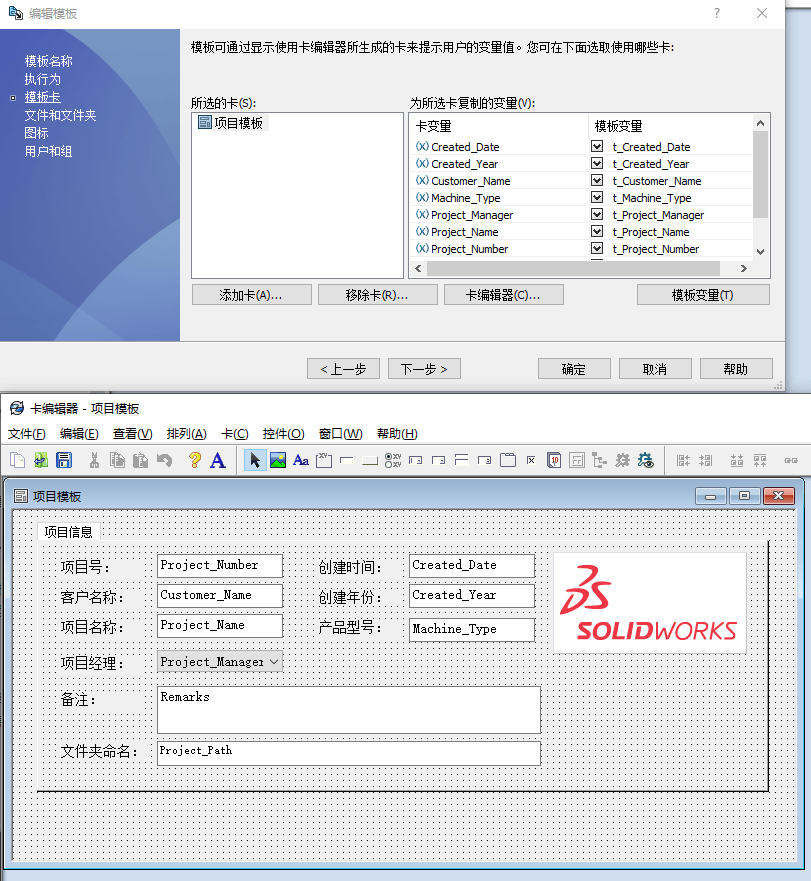 编辑模板
模板名称
执行为
模板卡
文件和文件夹
图标
用户和组
模板可通过显示使用卡编辑器所生成的卡来提示用户的变量值。您可在下面选取使用哪些卡:
所选的卡(S):
项目模板
为所选卡复制的变量(V):
卡变量 模板变量
(x) Created_Date t_Created_Date
(x) Created_Year t_Created_Year
(x) Customer_Name t_Customer_Name
(x) Machine_Type t_Machine_Type
(x) Project_Manager t_Project_Manager
(x) Project_Name t_Project_Name
(x) Project_Number t_Project_Number
添加卡(A)... 移除卡(R)... 卡编辑器(C)... 模板变量(T)
< 上一步 下一步 > 确定 取消 帮助
卡编辑器 - 项目模板
文件(F) 编辑(E) 查看(V) 排列(A) 卡(C) 控件(O) 窗口(W) 帮助(H)
项目模板
项目信息
项目号: Project_Number 创建时间: Created_Date
客户名称: Customer_Name 创建年份: Created_Year
项目名称: Project_Name 产品型号: Machine_Type
SOLIDWORKS
项目经理: Project_Manager
备注: Remarks
文件夹命名: Project_Path